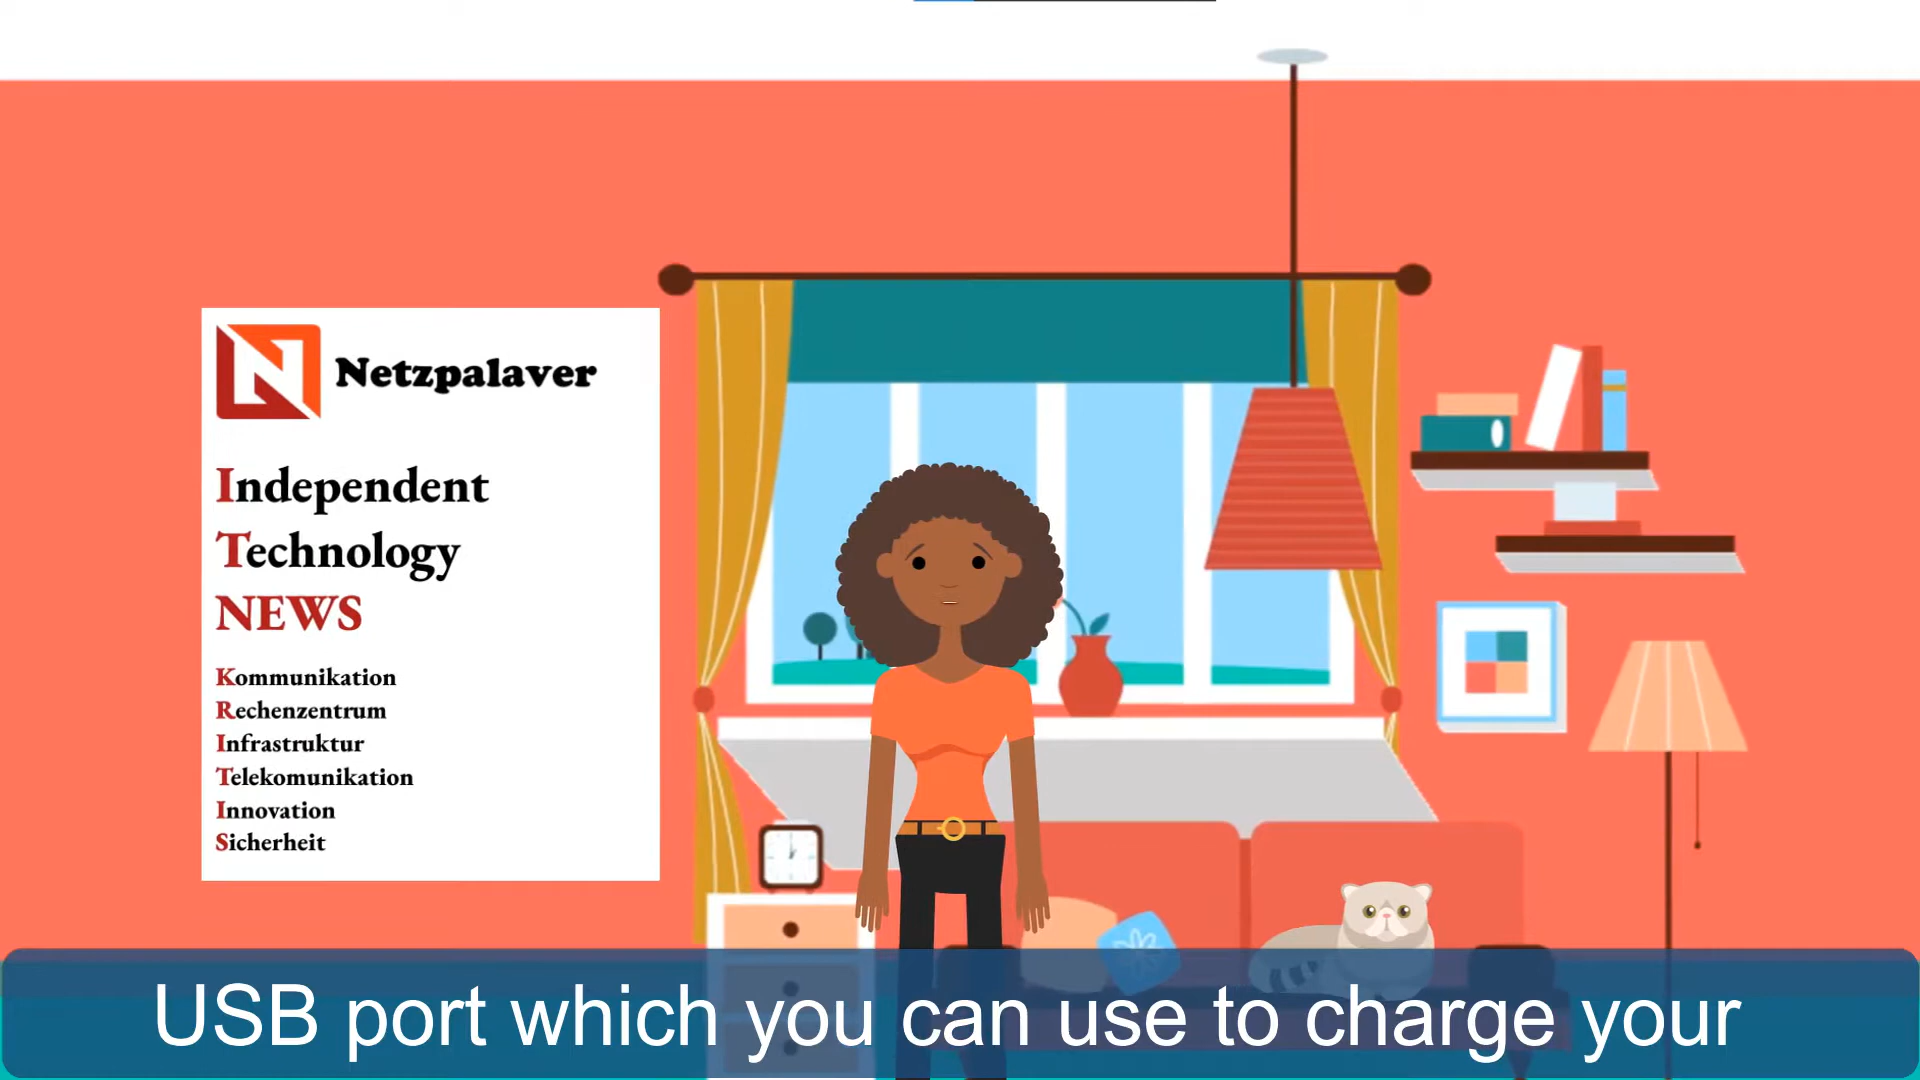 Netzpalaver
Independent
Technology
NEWS
Kommunikation
Rechenzentrum
Infrastruktur
Telekomunikation
Innovation
Sicherheit
USB port which you can use to charge your